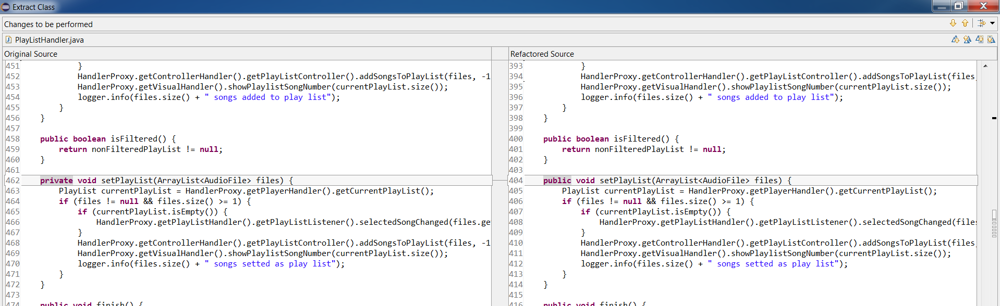 Extract Class
Changes to be performed
PlayListHandler.java
Original Source
451 }
452 HandlerProxy.getControllerHandler().getPlayListController().addSongsToPlayList(files, -1
453 HandlerProxy.getVisualHandler().showPlaylistSongNumber(currentPlayList.size());
454 logger.info(files.size() + " songs added to play list");
455 }
456 }
457
458 public boolean isFiltered() {
459 return nonFilteredPlayList != null;
460 }
461
462 private void setPlayList(ArrayList<AudioFile> files) {
463 PlayList currentPlayList = HandlerProxy.getPlayerHandler().getCurrentPlayList();
464 if (files != null && files.size() >= 1) {
465 if (currentPlayList.isEmpty()) {
466 HandlerProxy.getPlayListHandler().getPlayListListener().selectedSongChanged(files.ge
467 }
468 HandlerProxy.getControllerHandler().getPlayListController().addSongsToPlayList(files, -1
469 HandlerProxy.getVisualHandler().showPlaylistSongNumber(currentPlayList.size());
470 logger.info(files.size() + " songs setted as play list");
471 }
472 }
473
474 public void finish() {
Refactored Source
393 }
394 HandlerProxy.getControllerHandler().getPlayListController().addSongsToPlayList(files
395 HandlerProxy.getVisualHandler().showPlaylistSongNumber(currentPlayList.size());
396 logger.info(files.size() + " songs added to play list");
397 }
398 }
399
400 public boolean isFiltered() {
401 return nonFilteredPlayList != null;
402 }
403
404 public void setPlayList(ArrayList<AudioFile> files) {
405 PlayList currentPlayList = HandlerProxy.getPlayerHandler().getCurrentPlayList();
406 if (files != null && files.size() >= 1) {
407 if (currentPlayList.isEmpty()) {
408 HandlerProxy.getPlayListHandler().getPlayListListener().selectedSongChanged(files
409 }
410 HandlerProxy.getControllerHandler().getPlayListController().addSongsToPlayList(files
411 HandlerProxy.getVisualHandler().showPlaylistSongNumber(currentPlayList.size());
412 logger.info(files.size() + " songs setted as play list");
413 }
414 }
415
416 public void finish() {